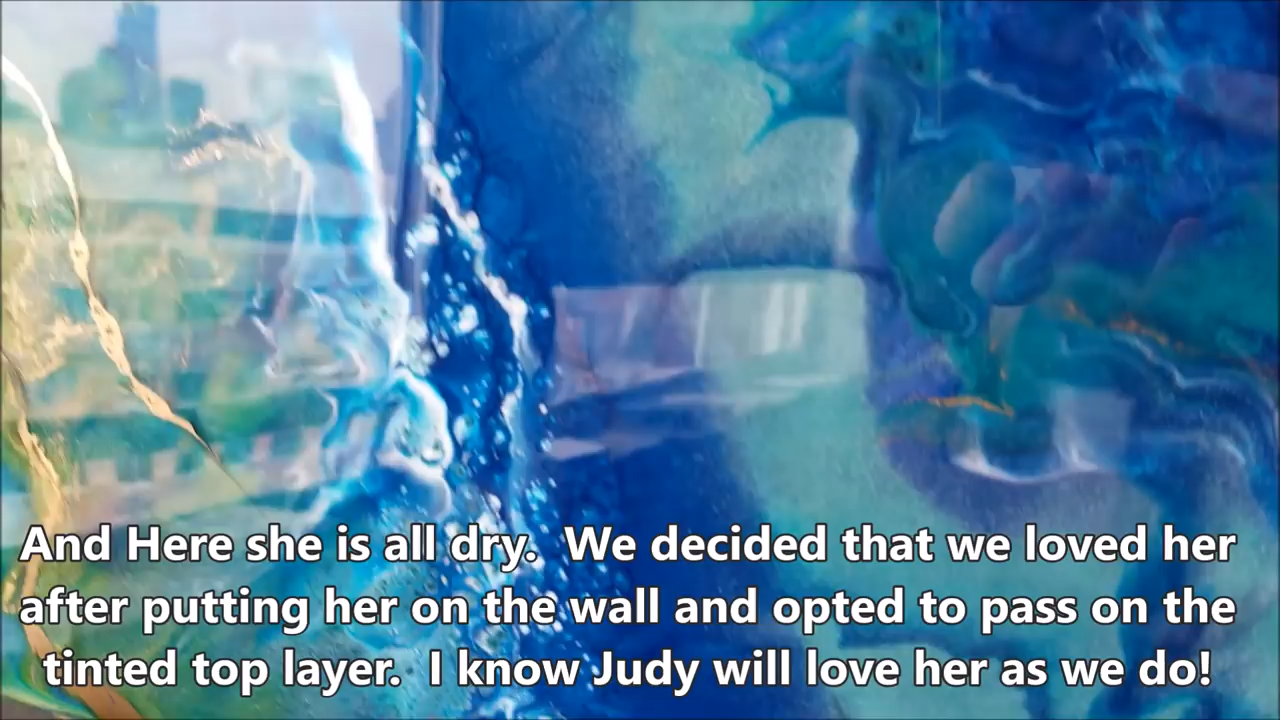 And Here she is all dry.  We decided that we loved her
after putting her on the wall and opted to pass on the
tinted top layer.  I know Judy will love her as we do!